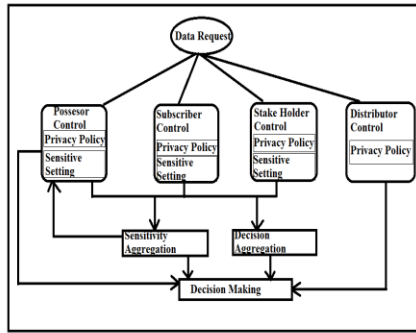 Data Request
Possesor
Control
Privacy Policy
Sensitive
Setting
Subscriber
Control
Privacy Policy
Sensitive
Setting
Stake Holder
Control
Privacy Policy
Sensitive
Setting
Distributor
Control
Privacy Policy
Sensitivity
Aggregation
Decision
Aggregation
Decision Making